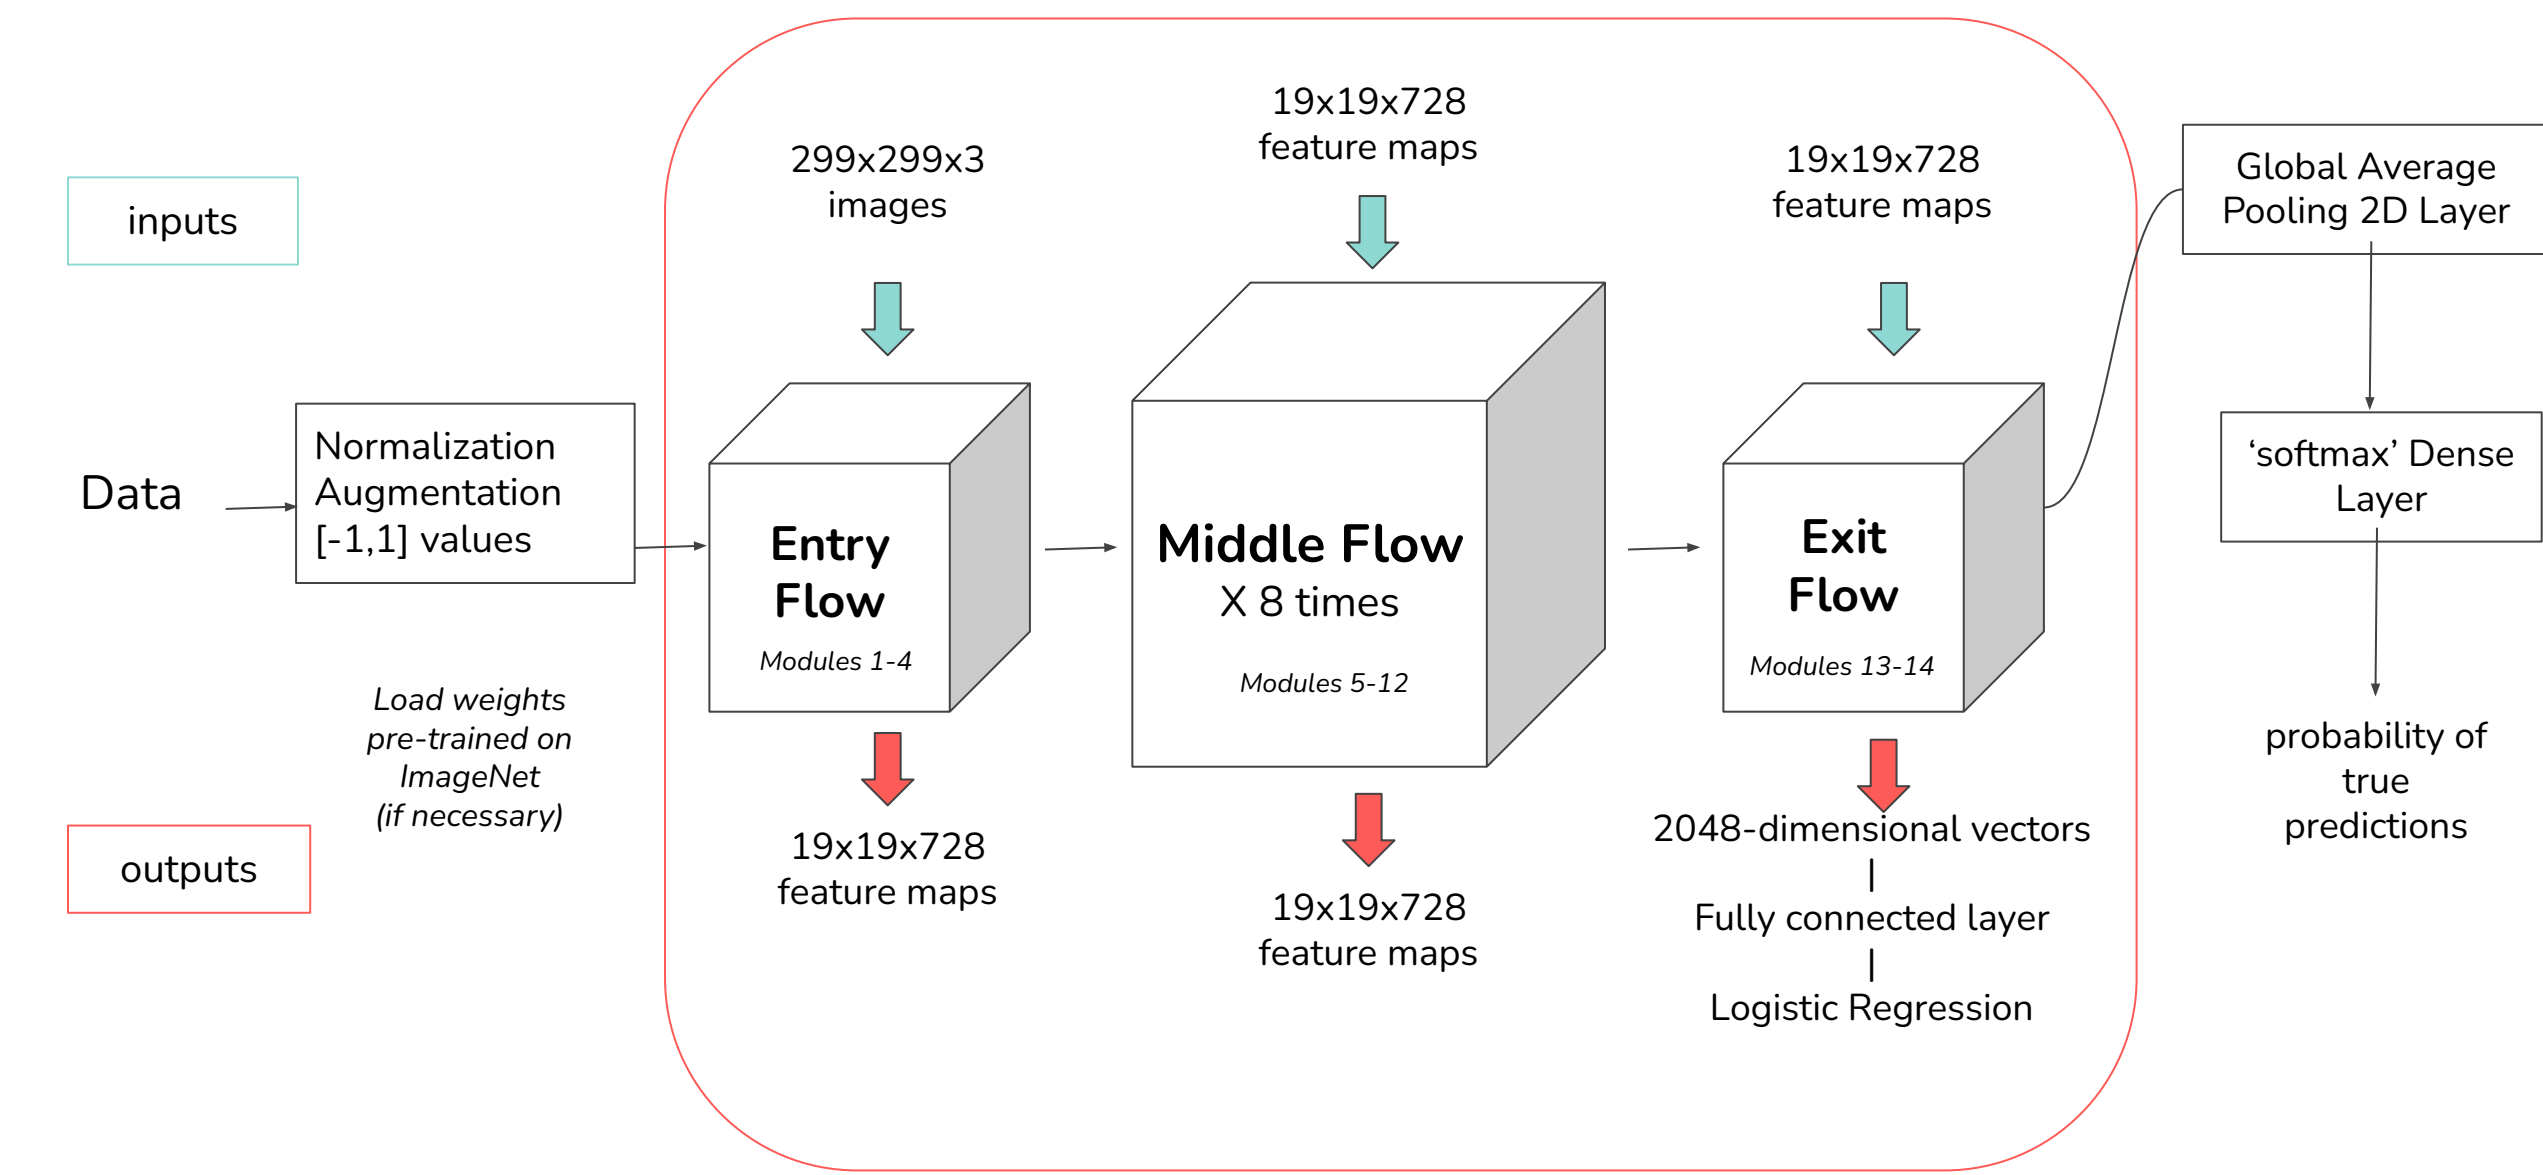 inputs
Data
Normalization
Augmentation
[-1,1] values
Load weights
pre-trained on
ImageNet
(if necessary)
outputs
299x299x3
images
Entry
Flow
Modules 1-4
19x19x728
feature maps
19x19x728
feature maps
Middle Flow
X 8 times
Modules 5-12
19x19x728
feature maps
19x19x728
feature maps
Exit
Flow
Modules 13-14
2048-dimensional vectors
Fully connected layer
Logistic Regression
Global Average
Pooling 2D Layer
‘softmax’ Dense
Layer
probability of
true
predictions